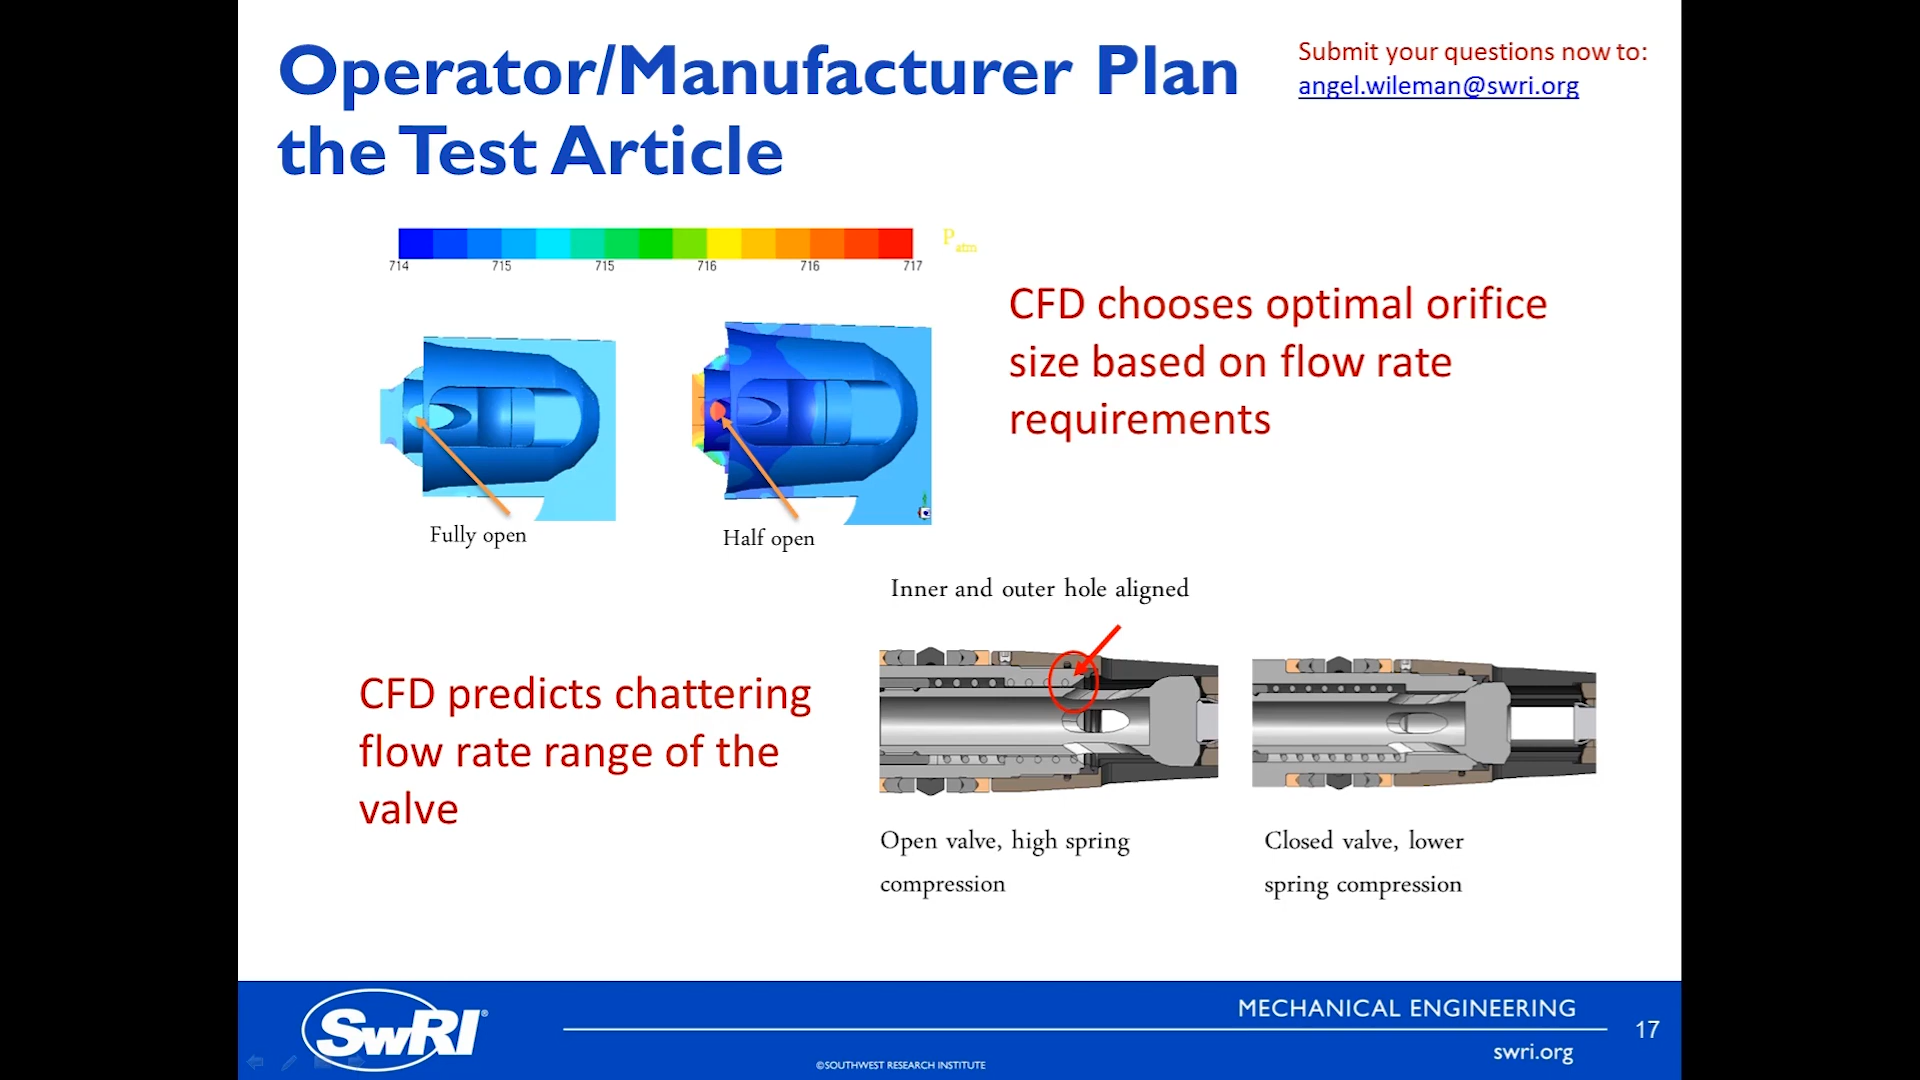 Operator/Manufacturer Plan
the Test Article
Submit your questions now to:
angel.wileman@swri.org
Patm
714 715 715 716 716 717
CFD chooses optimal orifice
size based on flow rate
requirements
Fully open
Half open
Inner and outer hole aligned
CFD predicts chattering
flow rate range of the
valve
Open valve, high spring
compression
Closed valve, lower
spring compression
SwRI®
MECHANICAL ENGINEERING
17
swri.org
©SOUTHWEST RESEARCH INSTITUTE